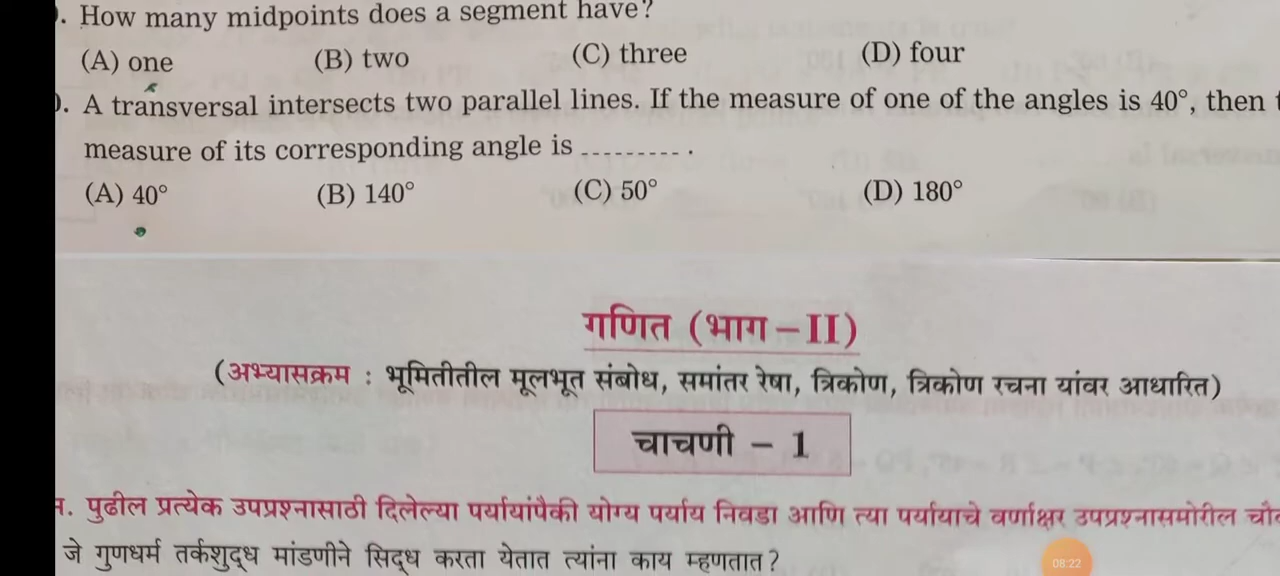 . How many midpoints does a segment have?
(A) one (B) two (C) three (D) four
. A transversal intersects two parallel lines. If the measure of one of the angles is 40°, then
measure of its corresponding angle is ---------.
(A) 40° (B) 140° (C) 50° (D) 180°
गणित (भाग – II)
(अभ्यासक्रम : भूमितीतील मूलभूत संबोध, समांतर रेषा, त्रिकोण, त्रिकोण रचना यांवर आधारित)
चाचणी – 1
पुढील प्रत्येक उपप्रश्नासाठी दिलेल्या पर्यायांपैकी योग्य पर्याय निवडा आणि त्या पर्यायाचे वर्णाक्षर उपप्रश्नासमोरील
जे गुणधर्म तर्कशुद्ध मांडणीने सिद्ध करता येतात त्यांना काय म्हणतात?
08:22